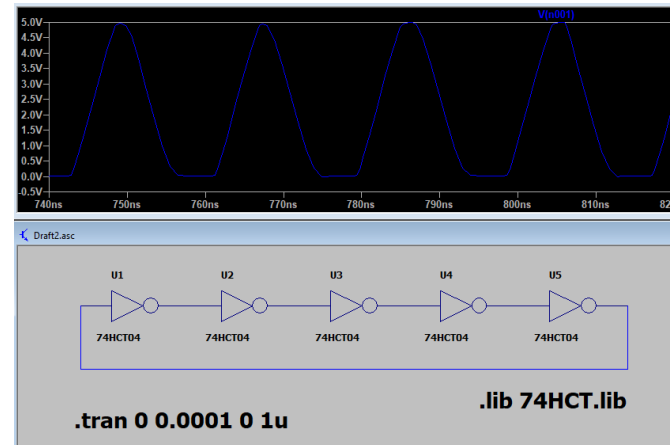 V[n001]
5.0V
4.5V
4.0V
3.5V
3.0V
2.5V
2.0V
1.5V
1.0V
0.5V
0.0V
-0.5V
740ns 750ns 760ns 770ns 780ns 790ns 800ns 810ns
Draft2.asc
U1 U2 U3 U4 U5
74HCT04 74HCT04 74HCT04 74HCT04 74HCT04
.lib 74HCT.lib
.tran 0 0.0001 0 1u